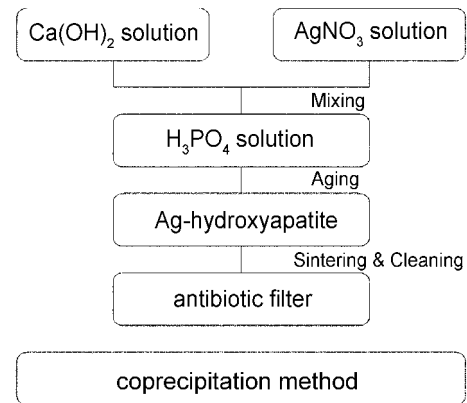 Ca(OH)₂ solution
AgNO₃ solution
Mixing
H₃PO₄ solution
Aging
Ag-hydroxyapatite
Sintering & Cleaning
antibiotic filter
coprecipitation method